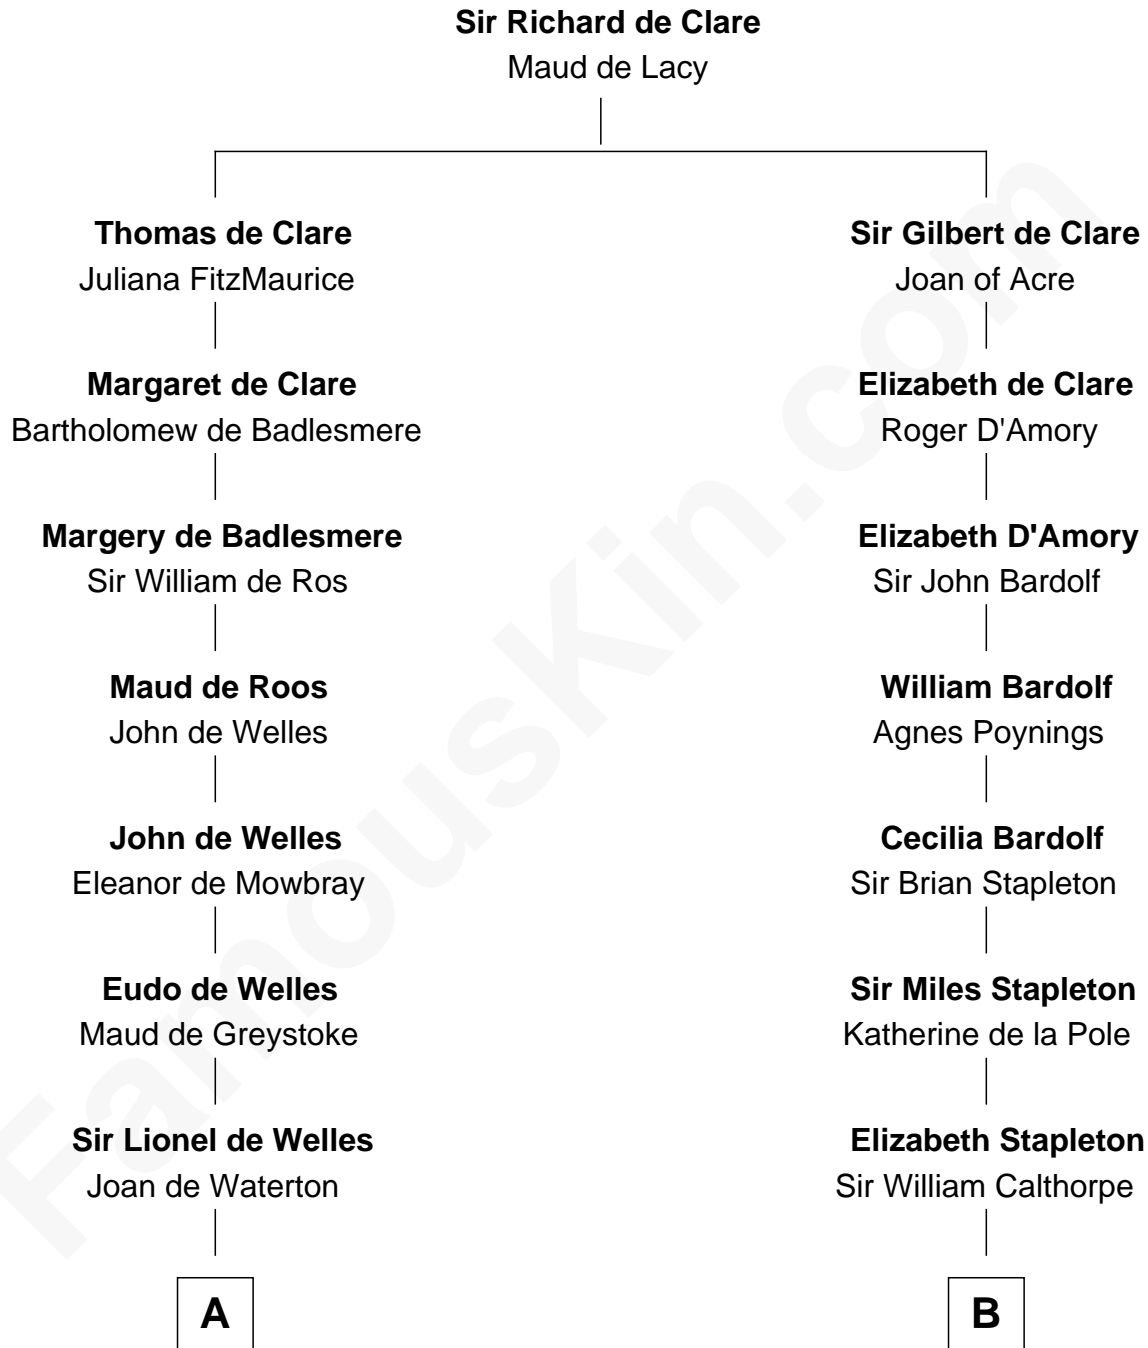 Sir Richard de Clare
Maud de Lacy
Thomas de Clare
Juliana FitzMaurice
Margaret de Clare
Bartholomew de Badlesmere
Margery de Badlesmere
Sir William de Ros
Maud de Roos
John de Welles
John de Welles
Eleanor de Mowbray
Eudo de Welles
Maud de Greystoke
Sir Lionel de Welles
Joan de Waterton
A
Sir Gilbert de Clare
Joan of Acre
Elizabeth de Clare
Roger D'Amory
Elizabeth D'Amory
Sir John Bardolf
William Bardolf
Agnes Poynings
Cecilia Bardolf
Sir Brian Stapleton
Sir Miles Stapleton
Katherine de la Pole
Elizabeth Stapleton
Sir William Calthorpe
B
FamousKin.com